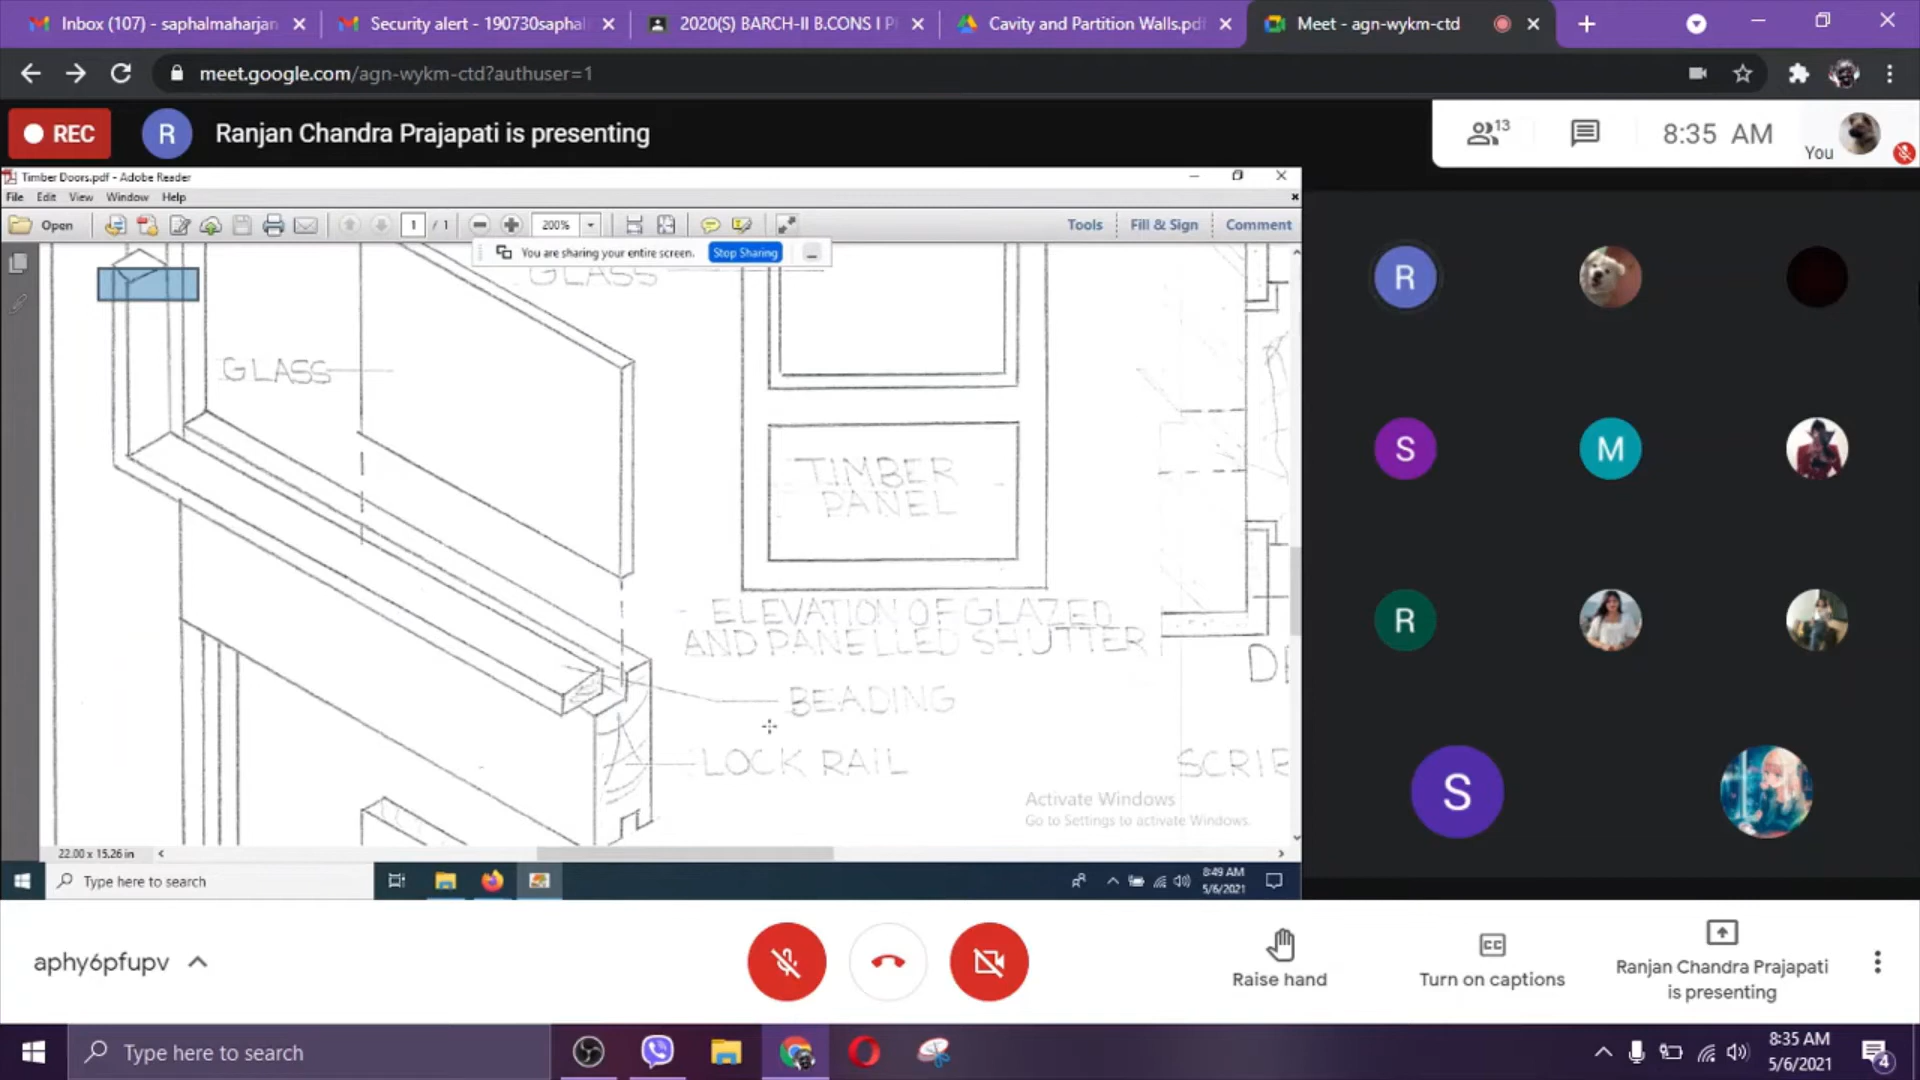 Inbox (107) - saphalmaharjan
Security alert - 190730saphal
2020(S) BARCH-II B.CONS I P
Cavity and Partition Walls.pdf
Meet - agn-wykm-ctd
meet.google.com/agn-wykm-ctd?authuser=1
REC
R
Ranjan Chandra Prajapati is presenting
13
8:35 AM
You
Timber Doors.pdf - Adobe Reader
File Edit View Window Help
Open
1 / 1
200%
Tools
Fill & Sign
Comment
You are sharing your entire screen.
Stop Sharing
GLASS
GLASS
TIMBER
PANEL
ELEVATION OF GLAZED
AND PANELLED SHUTTER
BEADING
LOCK RAIL
Activate Windows
Go to Settings to activate Windows.
22.00 x 15.26 in
Type here to search
8:49 AM
5/6/2021
R
S
M
R
S
aphy6pfupv
Raise hand
Turn on captions
Ranjan Chandra Prajapati
is presenting
Type here to search
8:35 AM
5/6/2021
4